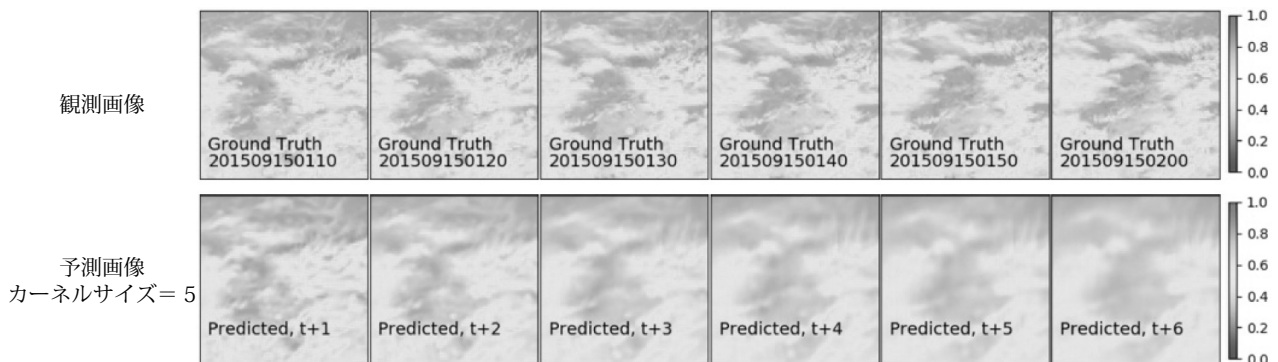 観測画像
Ground Truth
201509150110
Ground Truth
201509150120
Ground Truth
201509150130
Ground Truth
201509150140
Ground Truth
201509150150
Ground Truth
201509150200
1.0
0.8
0.6
0.4
0.2
0.0
予測画像
カーネルサイズ= 5
Predicted, t+1
Predicted, t+2
Predicted, t+3
Predicted, t+4
Predicted, t+5
Predicted, t+6
1.0
0.8
0.6
0.4
0.2
0.0